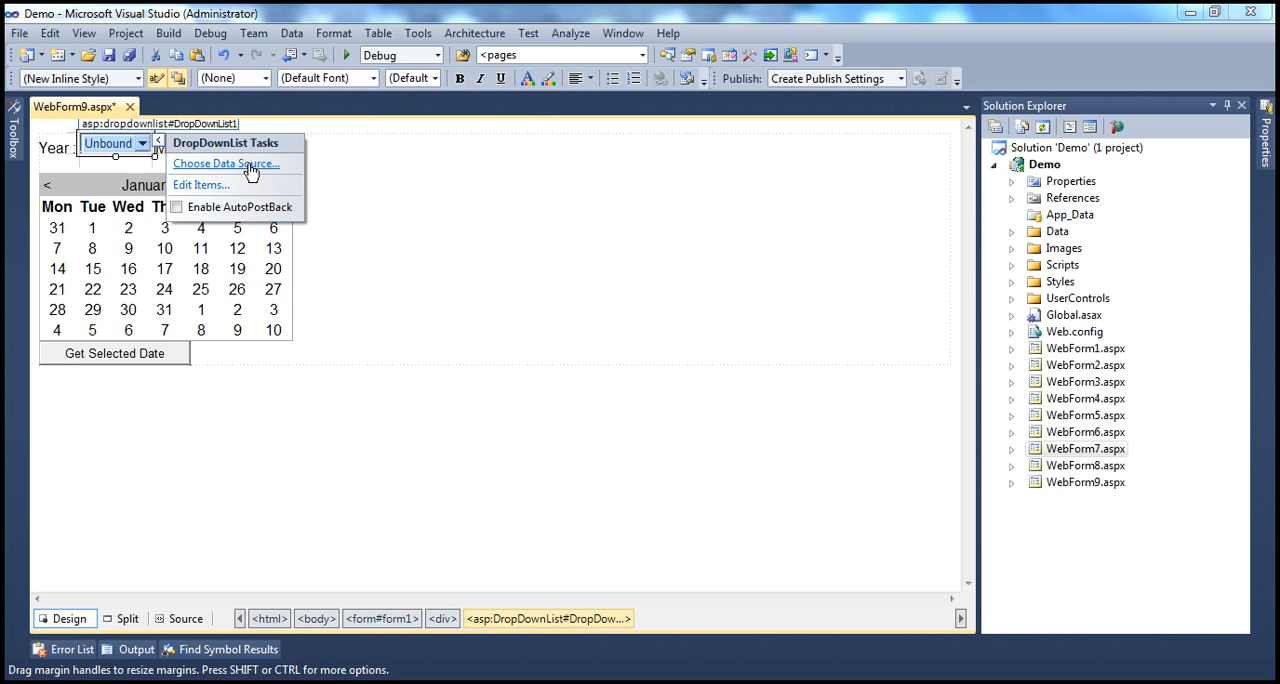 Demo - Microsoft Visual Studio (Administrator)
File Edit View Project Build Debug Team Data Format Table Tools Architecture Test Analyze Window Help
Debug <pages
(New Inline Style) (None) (Default Font) (Default B I U A Publish: Create Publish Settings
WebForm9.aspx*
Toolbox
asp:dropdownlist#DropDownList1
Year : Unbound
DropDownList Tasks
Choose Data Source...
Edit Items...
Enable AutoPostBack
< Januar
Mon Tue Wed Th
31 1 2 3 4 5 6
7 8 9 10 11 12 13
14 15 16 17 18 19 20
21 22 23 24 25 26 27
28 29 30 31 1 2 3
4 5 6 7 8 9 10
Get Selected Date
Solution Explorer
Solution 'Demo' (1 project)
Demo
Properties
References
App_Data
Data
Images
Scripts
Styles
UserControls
Global.asax
Web.config
WebForm1.aspx
WebForm2.aspx
WebForm3.aspx
WebForm4.aspx
WebForm5.aspx
WebForm6.aspx
WebForm7.aspx
WebForm8.aspx
WebForm9.aspx
Properties
Design Split Source <html> <body> <form#form1> <div> <asp:DropDownList#DropDow...>
Error List Output Find Symbol Results
Drag margin handles to resize margins. Press SHIFT or CTRL for more options.